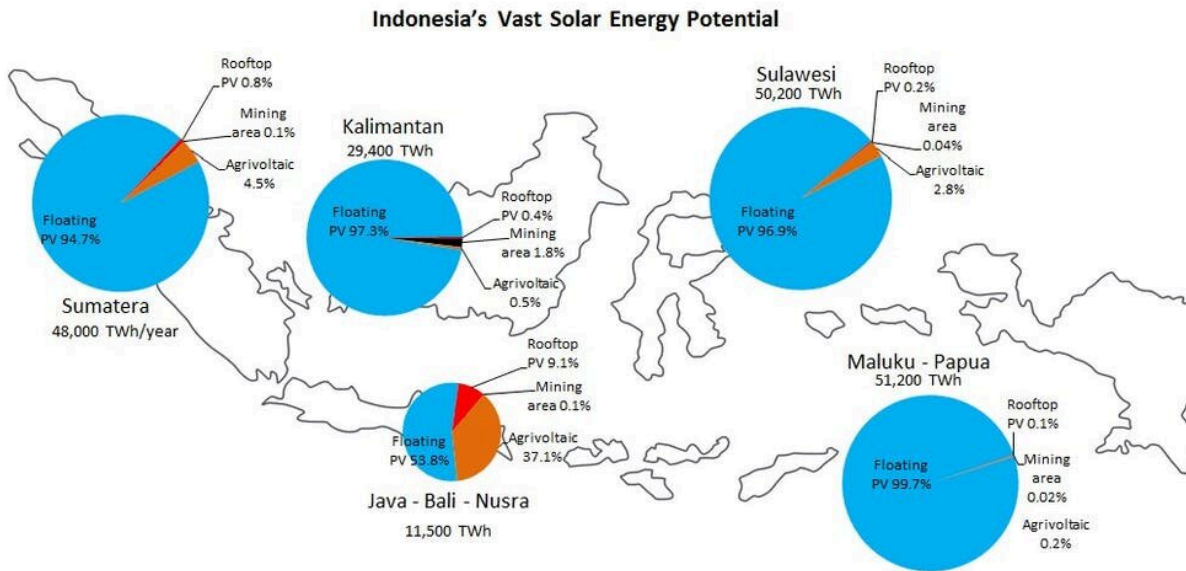 Indonesia's Vast Solar Energy Potential
Rooftop
PV 0.8%
Mining
area 0.1%
Agrivoltaic
4.5%
Floating
PV 94.7%
Sumatera
48,000 TWh/year
Kalimantan
29,400 TWh
Rooftop
PV 0.4%
Mining
area 1.8%
Agrivoltaic
0.5%
Floating
PV 97.3%
Sulawesi
50,200 TWh
Rooftop
PV 0.2%
Mining
area
0.04%
Agrivoltaic
2.8%
Floating
PV 96.9%
Rooftop
PV 9.1%
Mining
area 0.1%
Agrivoltaic
37.1%
Floating
PV 53.8%
Java - Bali - Nusra
11,500 TWh
Maluku - Papua
51,200 TWh
Rooftop
PV 0.1%
Mining
area
0.02%
Agrivoltaic
0.2%
Floating
PV 99.7%